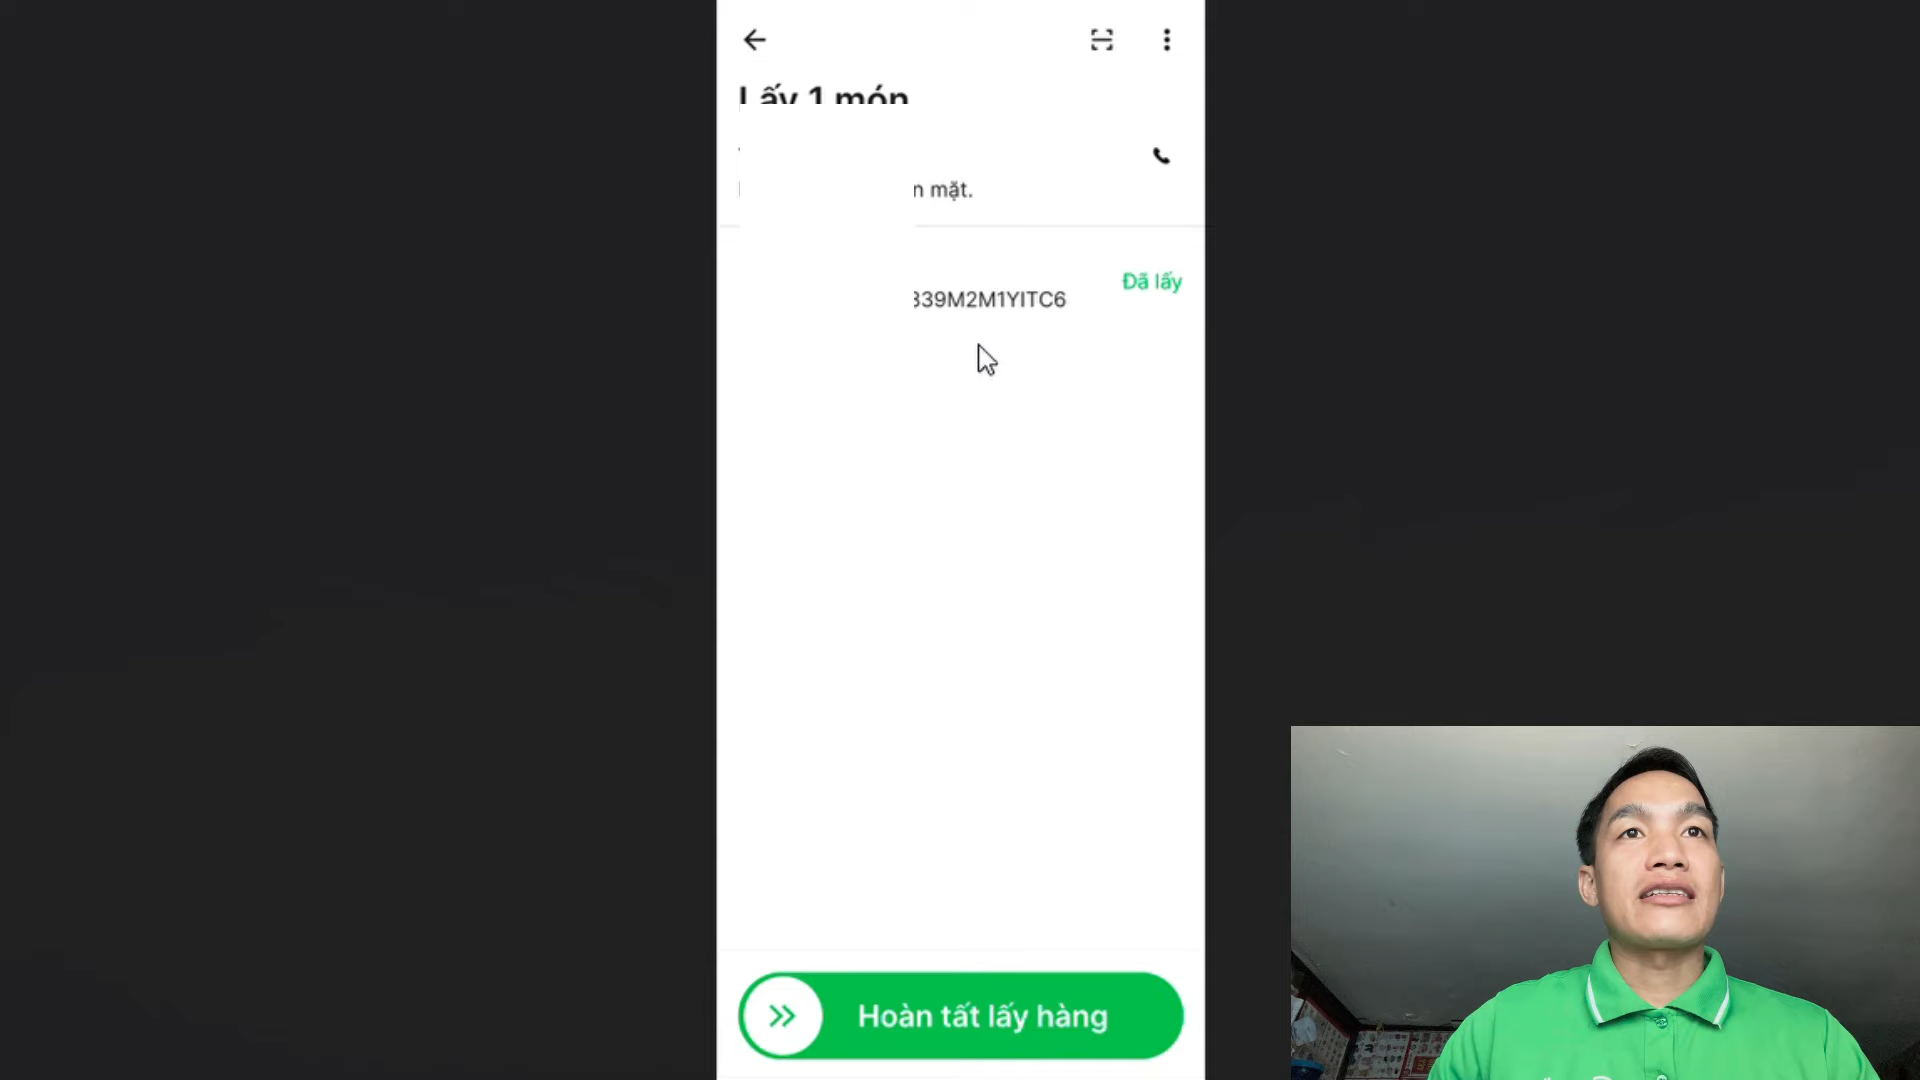 Lấy 1 món
n mặt.
Đã lấy
339M2M1YITC6
Hoàn tất lấy hàng